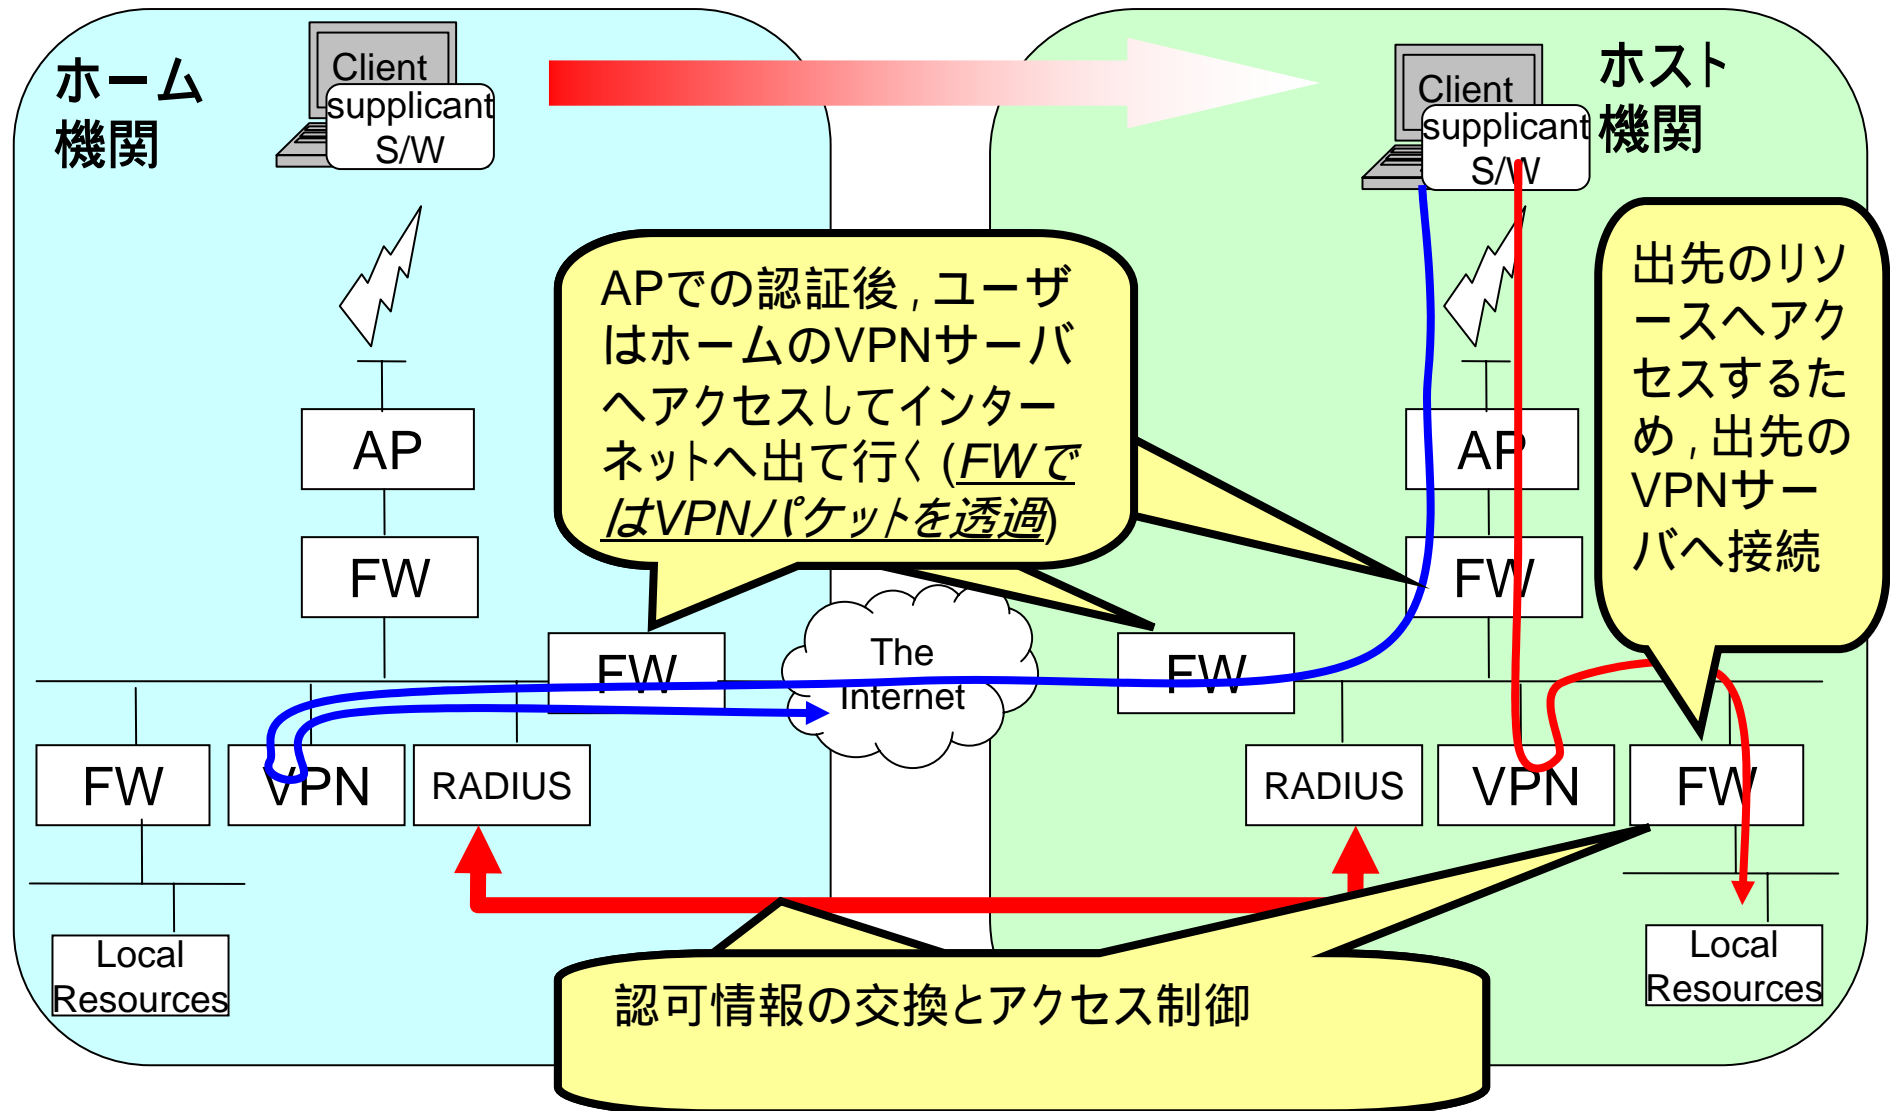 ホーム
機関
Client
supplicant
S/W
Client
supplicant
S/W
ホスト
機関
APでの認証後，ユーザ
はホームのVPNサーバ
へアクセスしてインター
ネットへ出て行く (FWで
はVPNパケットを透過)
出先のリソ
ースへアク
セスするた
め，出先の
VPNサー
バへ接続
AP
FW
FW
The
Internet
AP
FW
FW
FW
VPN
RADIUS
RADIUS
VPN
FW
Local
Resources
Local
Resources
認可情報の交換とアクセス制御